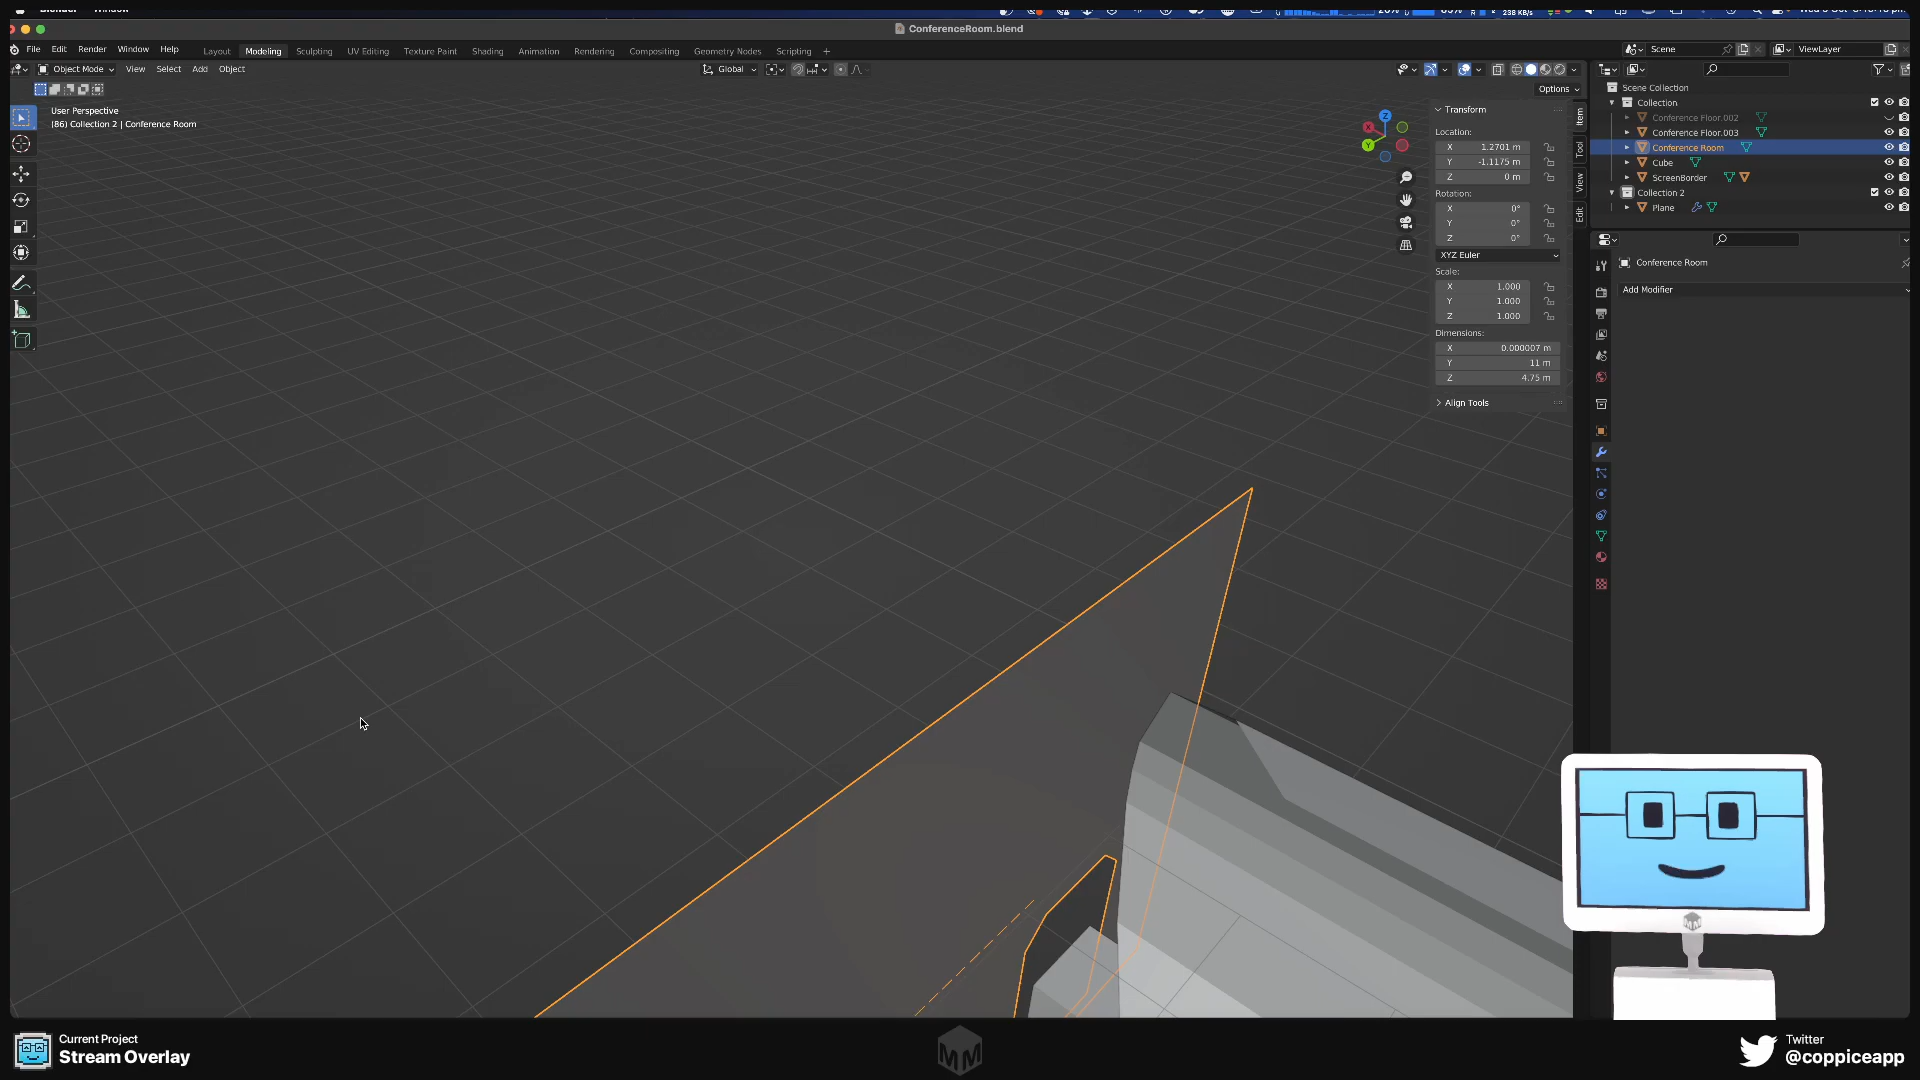 Blender Window
238 KB/s
ConferenceRoom.blend
File Edit Render Window Help Layout Modeling Sculpting UV Editing Texture Paint Shading Animation Rendering Compositing Geometry Nodes Scripting + Scene ViewLayer
Object Mode View Select Add Object Global
Options
User Perspective
(86) Collection 2 | Conference Room
X
Y
Z
Transform
Location:
X 1.2701 m
Y -1.1175 m
Z 0 m
Rotation:
X 0°
Y 0°
Z 0°
XYZ Euler
Scale:
X 1.000
Y 1.000
Z 1.000
Dimensions:
X 0.000007 m
Y 11 m
Z 4.75 m
Align Tools
Item
Tool
View
Edit
Scene Collection
Collection
Conference Floor.002
Conference Floor.003
Conference Room
Cube
ScreenBorder
Collection 2
Plane
Conference Room
Add Modifier
Current Project
Stream Overlay
MM
Twitter
@coppiceapp